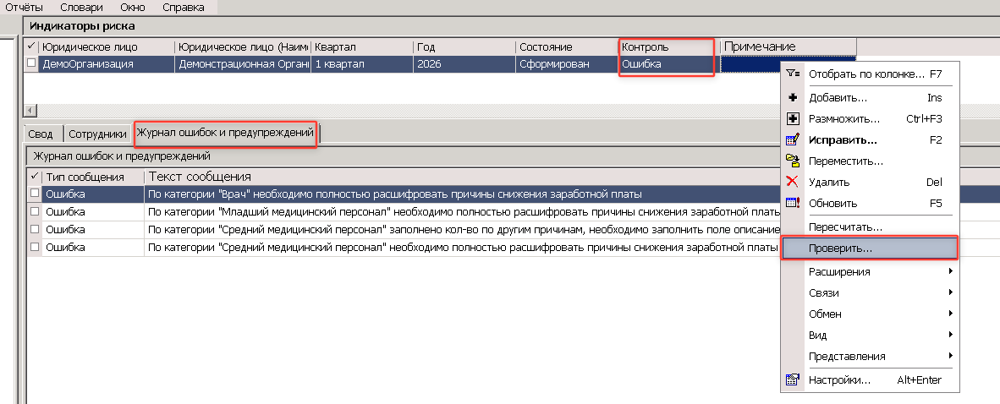 Отчёты Словари Окно Справка
Индикаторы риска
Юридическое лицо Юридическое лицо (Наим Квартал Год Состояние Контроль Примечание
ДемоОрганизация Демонстрационная Орган 1 квартал 2026 Сформирован Ошибка
Отобрать по колонке... F7
Добавить... Ins
Размножить... Ctrl+F3
Исправить... F2
Переместить...
Удалить Del
Обновить F5
Пересчитать...
Проверить...
Расширения
Связи
Обмен
Вид
Представления
Настройки... Alt+Enter
Свод Сотрудники Журнал ошибок и предупреждений
Журнал ошибок и предупреждений
Тип сообщения Текст сообщения
Ошибка По категории "Врач" необходимо полностью расшифровать причины снижения заработной платы
Ошибка По категории "Младший медицинский персонал" необходимо полностью расшифровать причины снижения заработной платы
Ошибка По категории "Средний медицинский персонал" заполнено кол-во по другим причинам, необходимо заполнить поле описание
Ошибка По категории "Средний медицинский персонал" необходимо полностью расшифровать причины снижения заработной платы